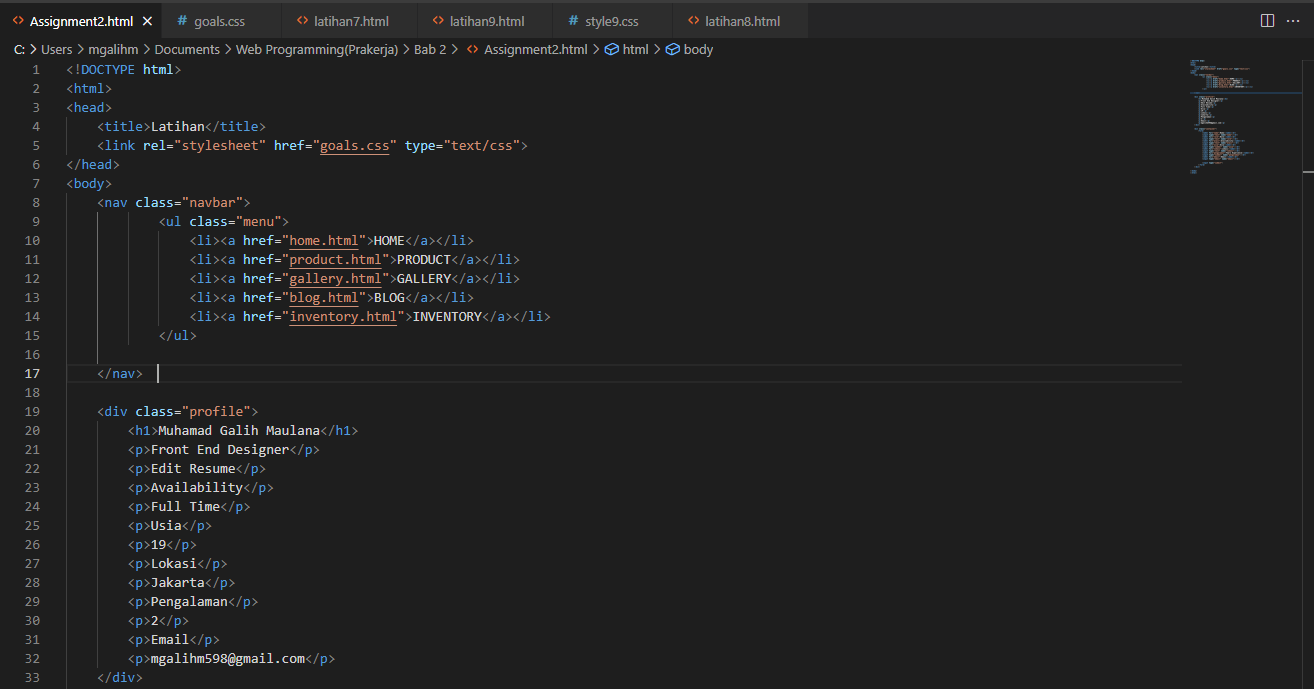 Assignment2.html
goals.css
latihan7.html
latihan9.html
style9.css
latihan8.html
C: > Users > mgalihm > Documents > Web Programming(Prakerja) > Bab 2 > Assignment2.html > html > body
1 <!DOCTYPE html>
2 <html>
3 <head>
4 <title>Latihan</title>
5 <link rel="stylesheet" href="goals.css" type="text/css">
6 </head>
7 <body>
8 <nav class="navbar">
9 <ul class="menu">
10 <li><a href="home.html">HOME</a></li>
11 <li><a href="product.html">PRODUCT</a></li>
12 <li><a href="gallery.html">GALLERY</a></li>
13 <li><a href="blog.html">BLOG</a></li>
14 <li><a href="inventory.html">INVENTORY</a></li>
15 </ul>
16
17 </nav>
18
19 <div class="profile">
20 <h1>Muhamad Galih Maulana</h1>
21 <p>Front End Designer</p>
22 <p>Edit Resume</p>
23 <p>Availability</p>
24 <p>Full Time</p>
25 <p>Usia</p>
26 <p>19</p>
27 <p>Lokasi</p>
28 <p>Jakarta</p>
29 <p>Pengalaman</p>
30 <p>2</p>
31 <p>Email</p>
32 <p>mgalihm598@gmail.com</p>
33 </div>